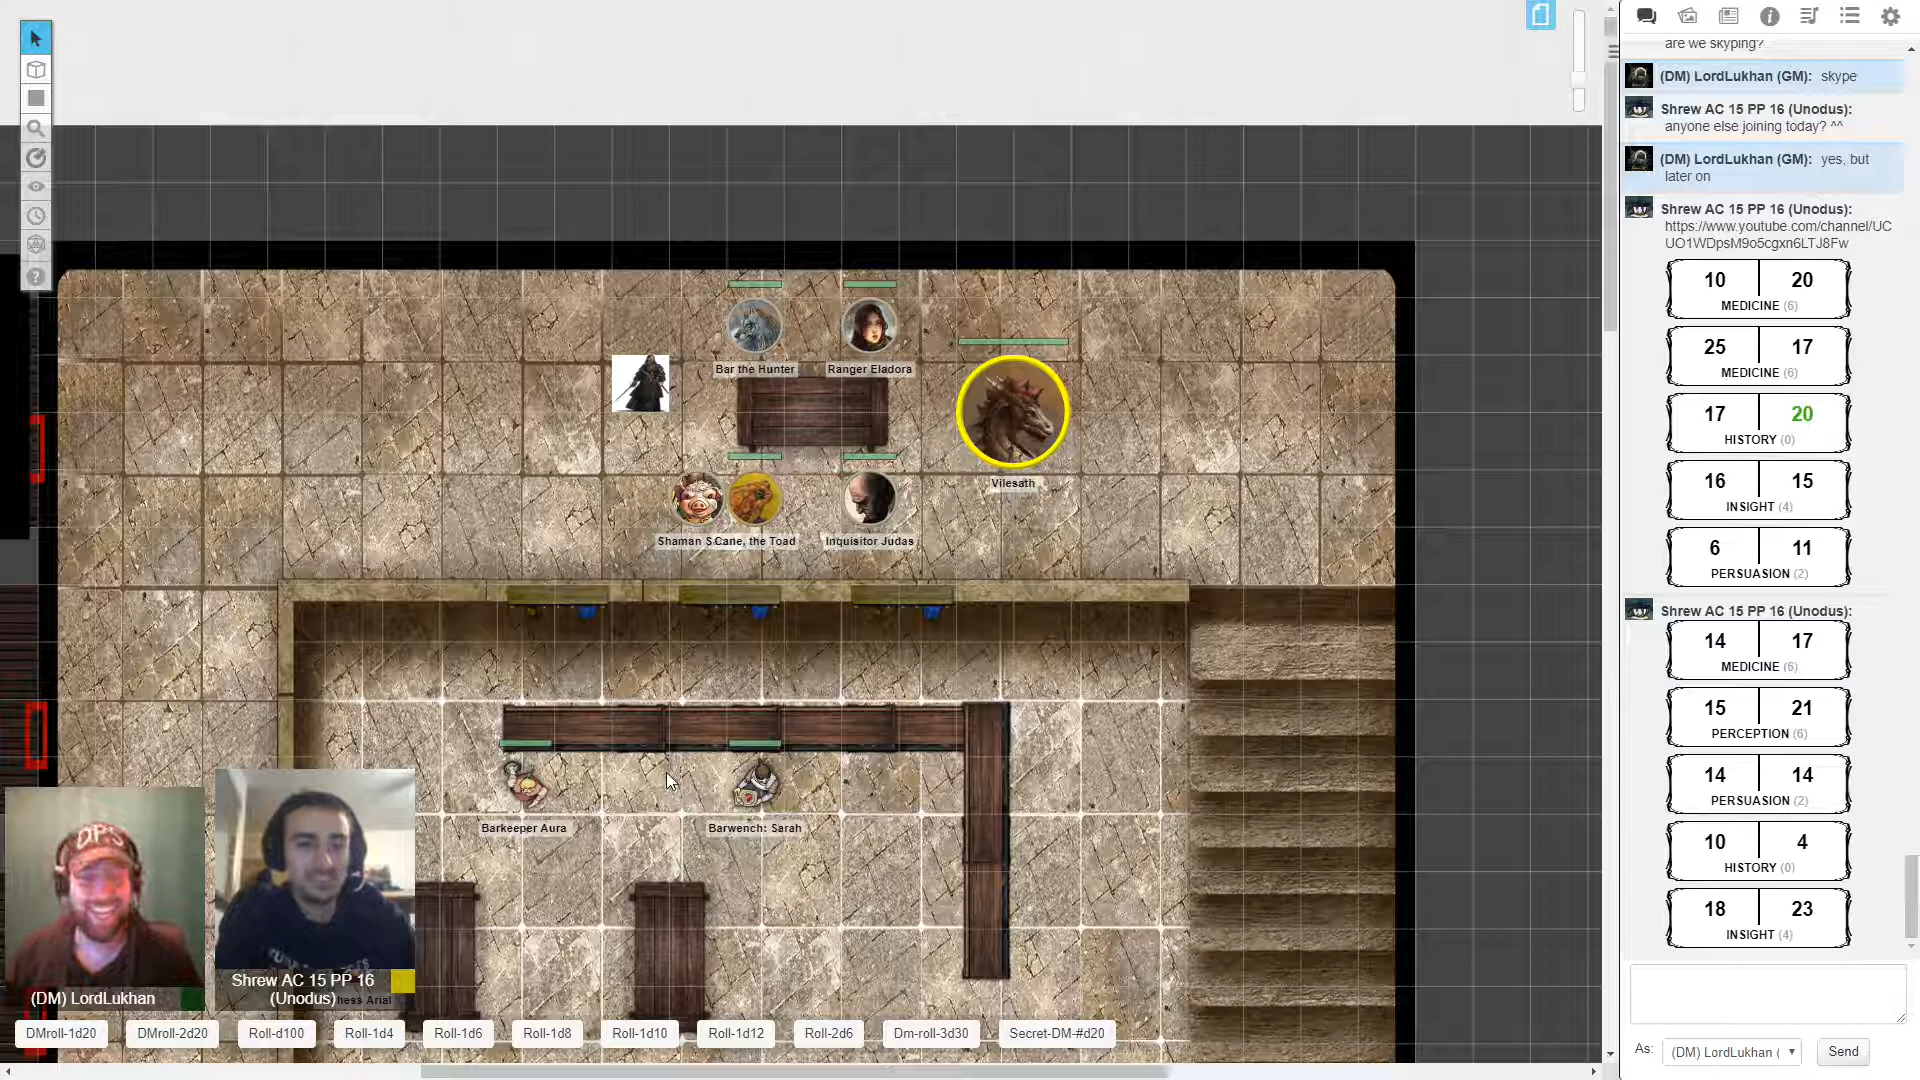 are we skyping?
(DM) LordLukhan (GM): skype
Shrew AC 15 PP 16 (Unodus):
anyone else joining today? ^^
(DM) LordLukhan (GM): yes, but
later on
Shrew AC 15 PP 16 (Unodus):
https://www.youtube.com/channel/UC
UO1WDpsM9o5cgxn6LTJ8Fw
10 20
MEDICINE (6)
25 17
MEDICINE (6)
17 20
HISTORY (0)
16 15
INSIGHT (4)
6 11
PERSUASION (2)
Shrew AC 15 PP 16 (Unodus):
14 17
MEDICINE (6)
15 21
PERCEPTION (6)
14 14
PERSUASION (2)
10 4
HISTORY (0)
18 23
INSIGHT (4)
As: (DM) LordLukhan (
Send
Bar the Hunter
Ranger Eladora
Vilesath
Shaman S
Cane, the Toad
Inquisitor Judas
Barkeeper Aura
Barwench: Sarah
(DM) LordLukhan
Shrew AC 15 PP 16
(Unodus)
hess Arial
DMroll-1d20
DMroll-2d20
Roll-d100
Roll-1d4
Roll-1d6
Roll-1d8
Roll-1d10
Roll-1d12
Roll-2d6
Dm-roll-3d30
Secret-DM-#d20